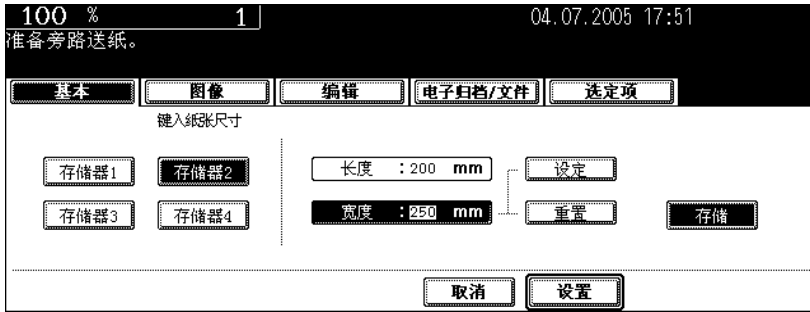 100 % 1 04.07.2005 17:51
准备旁路送纸。
基本 图像 编辑 电子归档/文件 选定项
键入纸张尺寸
存储器1 存储器2 长度 :200 mm 设定
存储器3 存储器4 宽度 :250 mm 重置 存储
取消 设置